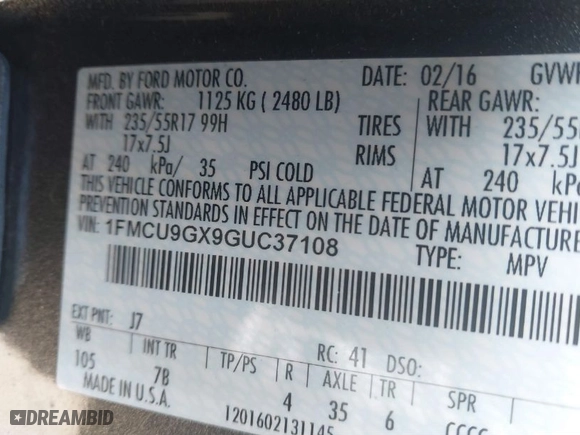 MFD. BY FORD MOTOR CO.
DATE: 02/16
FRONT GAWR: 1125 KG ( 2480 LB)
REAR GAWR:
WITH 235/55R17 99H TIRES WITH 235/55
17x7.5J RIMS 17x7.5J
AT 240 kPa/ 35 PSI COLD AT 240
THIS VEHICLE CONFORMS TO ALL APPLICABLE FEDERAL MOTOR
PREVENTION STANDARDS IN EFFECT ON THE DATE OF
VIN: 1FMCU9GX9GUC37108
TYPE: MPV
EXT PNT: J7
RC: 41 DSO:
WB INT TR TP/PS R AXLE TR SPR
105 7B 4 35 6
MADE IN U.S.A.
1201602131145
DREAMBID.COM